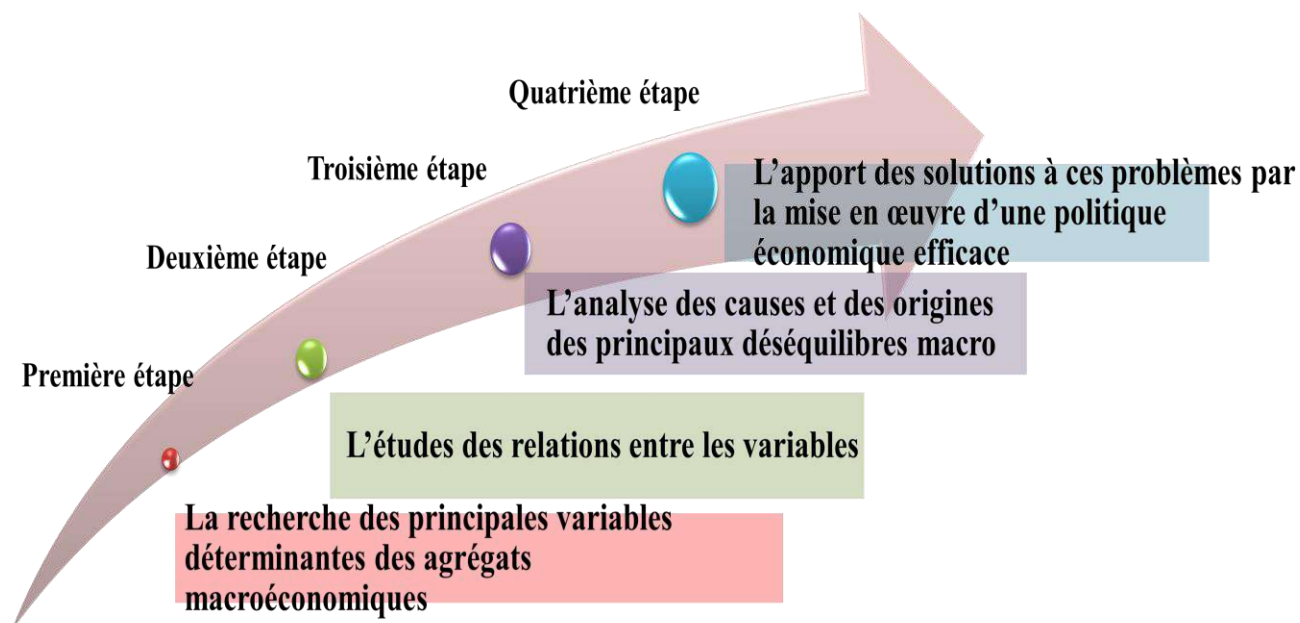 Quatrième étape
L'apport des solutions à ces problèmes par
la mise en œuvre d'une politique
économique efficace
Troisième étape
L'analyse des causes et des origines
des principaux déséquilibres macro
Deuxième étape
L'études des relations entre les variables
Première étape
La recherche des principales variables
déterminantes des agrégats
macroéconomiques